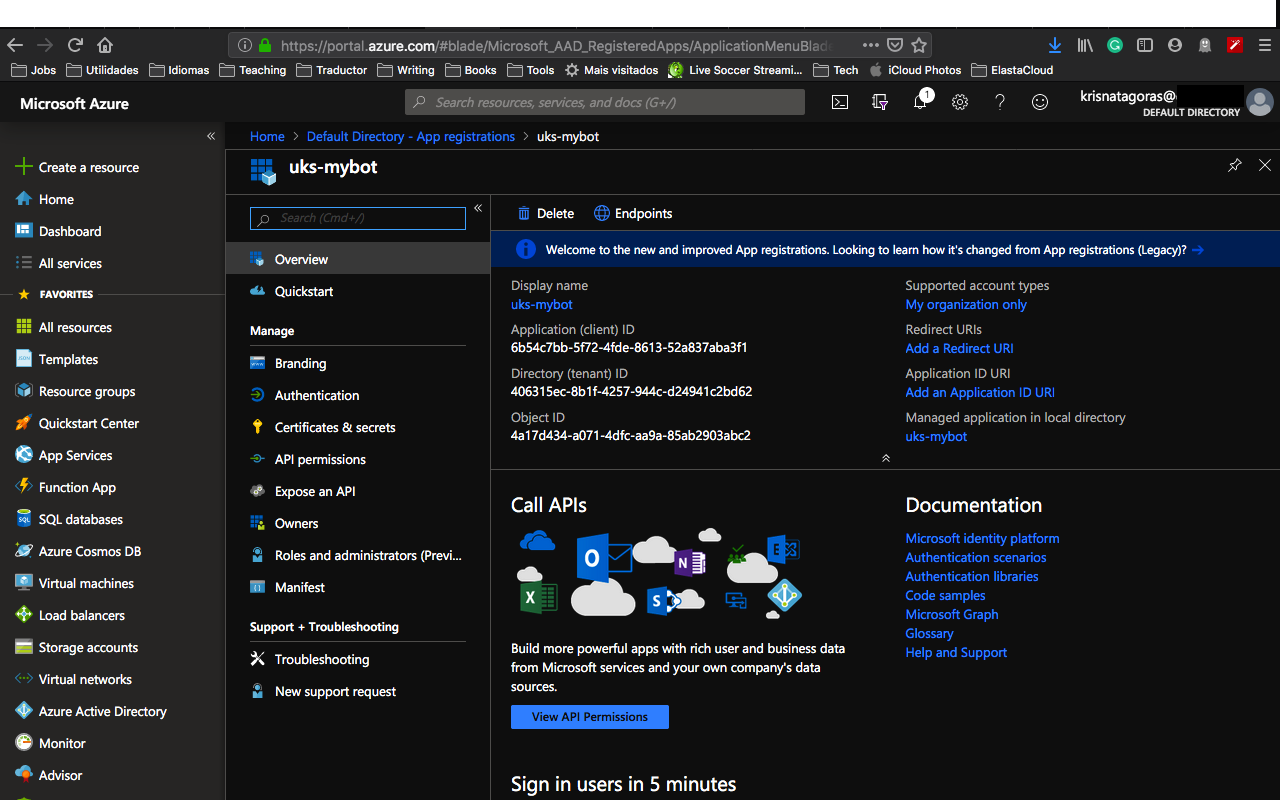 https://portal.azure.com/#blade/Microsoft_AAD_RegisteredApps/ApplicationMenuBlad
Jobs Utilidades Idiomas Teaching Traductor Writing Books Tools Mais visitados Live Soccer Streami... Tech iCloud Photos ElastaCloud
Microsoft Azure
Search resources, services, and docs (G+/)
1
krisnatagoras@
DEFAULT DIRECTORY
Create a resource
Home
Dashboard
All services
FAVORITES
All resources
Templates
Resource groups
Quickstart Center
App Services
Function App
SQL databases
Azure Cosmos DB
Virtual machines
Load balancers
Storage accounts
Virtual networks
Azure Active Directory
Monitor
Advisor
Home > Default Directory - App registrations > uks-mybot
uks-mybot
Search (Cmd+/)
Overview
Quickstart
Manage
Branding
Authentication
Certificates & secrets
API permissions
Expose an API
Owners
Roles and administrators (Previ...
Manifest
Support + Troubleshooting
Troubleshooting
New support request
Delete Endpoints
Welcome to the new and improved App registrations. Looking to learn how it's changed from App registrations (Legacy)?
Display name
uks-mybot
Application (client) ID
6b54c7bb-5f72-4fde-8613-52a837aba3f1
Directory (tenant) ID
406315ec-8b1f-4257-944c-d24941c2bd62
Object ID
4a17d434-a071-4dfc-aa9a-85ab2903abc2
Supported account types
My organization only
Redirect URIs
Add a Redirect URI
Application ID URI
Add an Application ID URI
Managed application in local directory
uks-mybot
Call APIs
Build more powerful apps with rich user and business data
from Microsoft services and your own company's data
sources.
View API Permissions
Documentation
Microsoft identity platform
Authentication scenarios
Authentication libraries
Code samples
Microsoft Graph
Glossary
Help and Support
Sign in users in 5 minutes